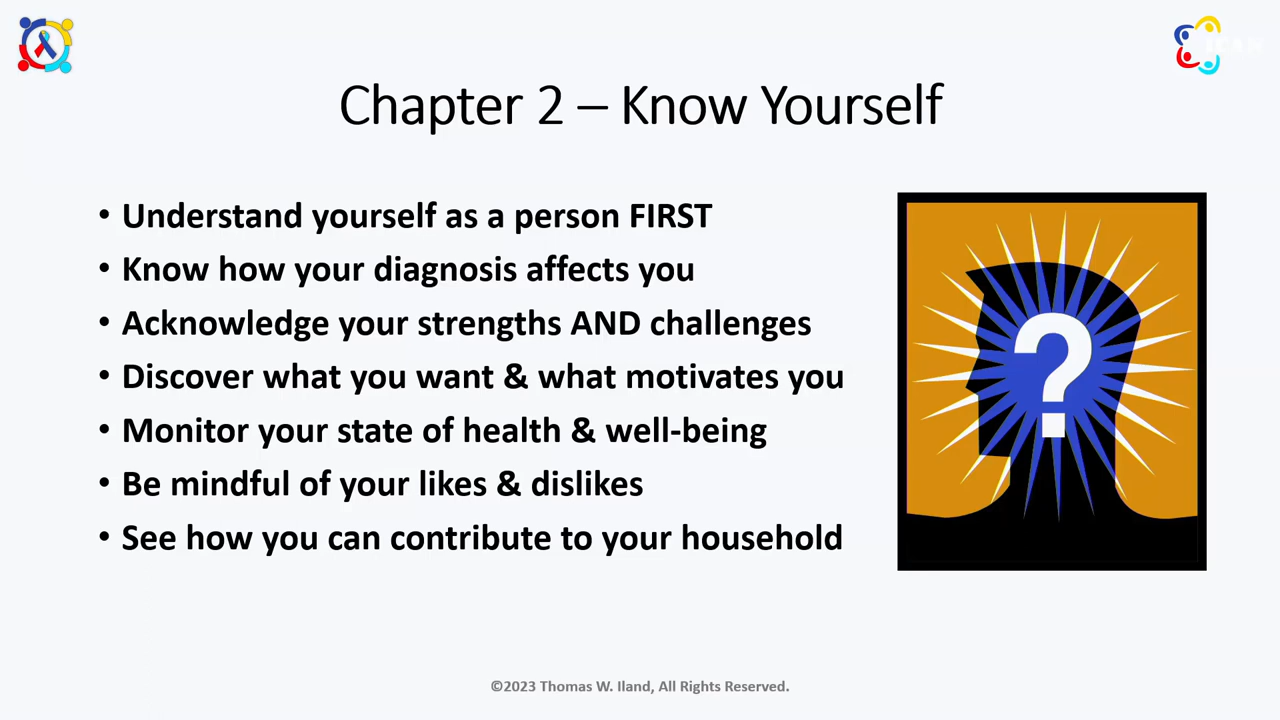 Chapter 2 – Know Yourself
• Understand yourself as a person FIRST
• Know how your diagnosis affects you
• Acknowledge your strengths AND challenges
• Discover what you want & what motivates you
• Monitor your state of health & well-being
• Be mindful of your likes & dislikes
• See how you can contribute to your household
?
©2023 Thomas W. Iland, All Rights Reserved.